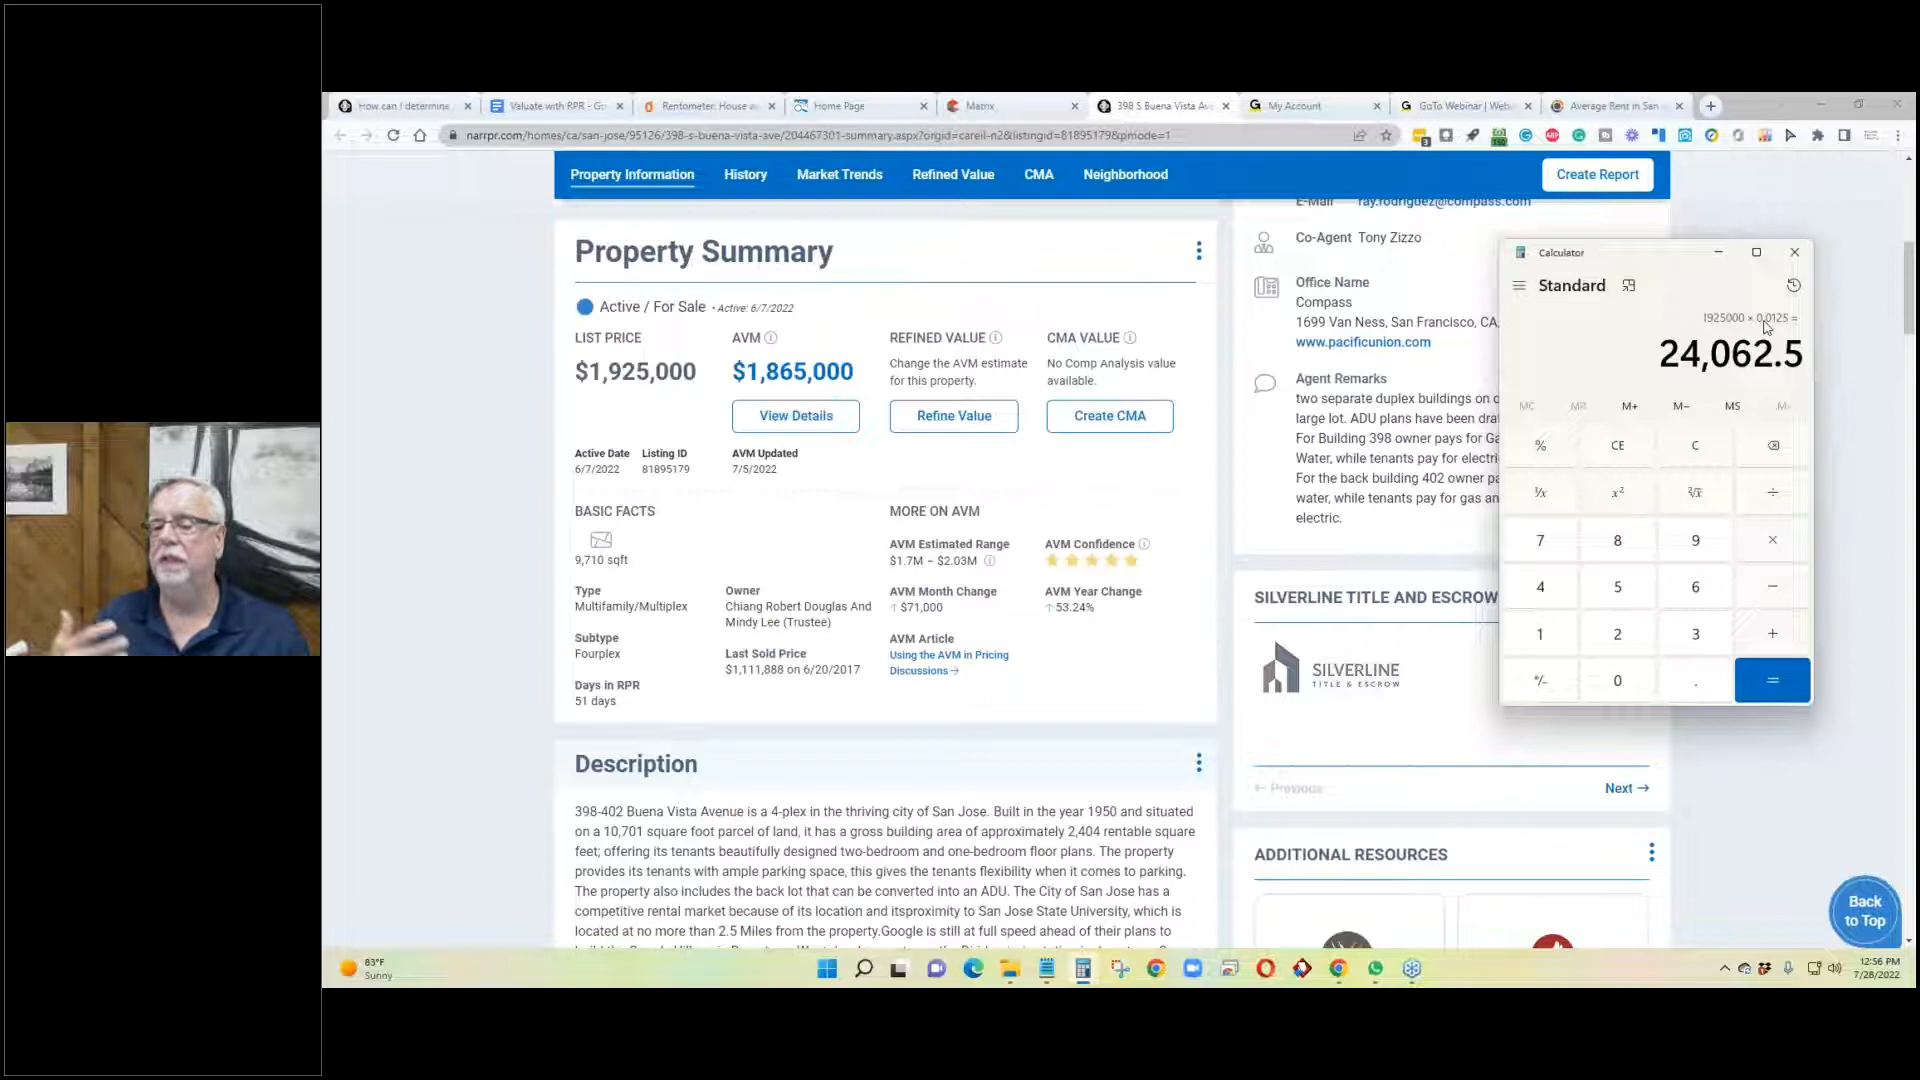 How can I determine
Valuate with RPR - Go
Rentometer: House a
Home Page
Matrix
398 S Buena Vista Av
My Account
GoTo Webinar | Web
Average Rent in San
narrpr.com/homes/ca/san-jose/95126/398-s-buena-vista-ave/204467301-summary.aspx?orgid=careil-n2&listingid=81895179&pmode=1
Property Information
History
Market Trends
Refined Value
CMA
Neighborhood
Create Report
Property Summary
Active / For Sale • Active: 6/7/2022
LIST PRICE
$1,925,000
AVM
$1,865,000
View Details
REFINED VALUE
Change the AVM estimate
for this property.
Refine Value
CMA VALUE
No Comp Analysis value
available.
Create CMA
Active Date
6/7/2022
Listing ID
81895179
AVM Updated
7/5/2022
BASIC FACTS
9,710 sqft
Type
Multifamily/Multiplex
Subtype
Fourplex
Days in RPR
51 days
Owner
Chiang Robert Douglas And
Mindy Lee (Trustee)
Last Sold Price
$1,111,888 on 6/20/2017
MORE ON AVM
AVM Estimated Range
$1.7M – $2.03M
AVM Confidence
AVM Month Change
↑ $71,000
AVM Year Change
↑ 53.24%
AVM Article
Using the AVM in Pricing
Discussions →
Description
398-402 Buena Vista Avenue is a 4-plex in the thriving city of San Jose. Built in the year 1950 and situated
on a 10,701 square foot parcel of land, it has a gross building area of approximately 2,404 rentable square
feet; offering its tenants beautifully designed two-bedroom and one-bedroom floor plans. The property
provides its tenants with ample parking space, this gives the tenants flexibility when it comes to parking.
The property also includes the back lot that can be converted into an ADU. The City of San Jose has a
competitive rental market because of its location and itsproximity to San Jose State University, which is
located at no more than 2.5 Miles from the property.Google is still at full speed ahead of their plans to
E-Mail ray.rodriguez@compass.com
Co-Agent Tony Zizzo
Office Name
Compass
1699 Van Ness, San Francisco, CA,
www.pacificunion.com
Agent Remarks
two separate duplex buildings on
large lot. ADU plans have been
For Building 398 owner pays for
Water, while tenants pay for
For the back building 402 owner
water, while tenants pay for gas
electric.
SILVERLINE TITLE AND ESCROW
SILVERLINE
TITLE & ESCROW
← Previous
Next →
ADDITIONAL RESOURCES
Back
to Top
Calculator
Standard
1925000 × 0.0125 =
24,062.5
MC MR M+ M− MS
% CE C
⅟x x² ²√x ÷
7 8 9 ×
4 5 6 −
1 2 3 +
+/− 0 . =
83°F
Sunny
12:56 PM
7/28/2022